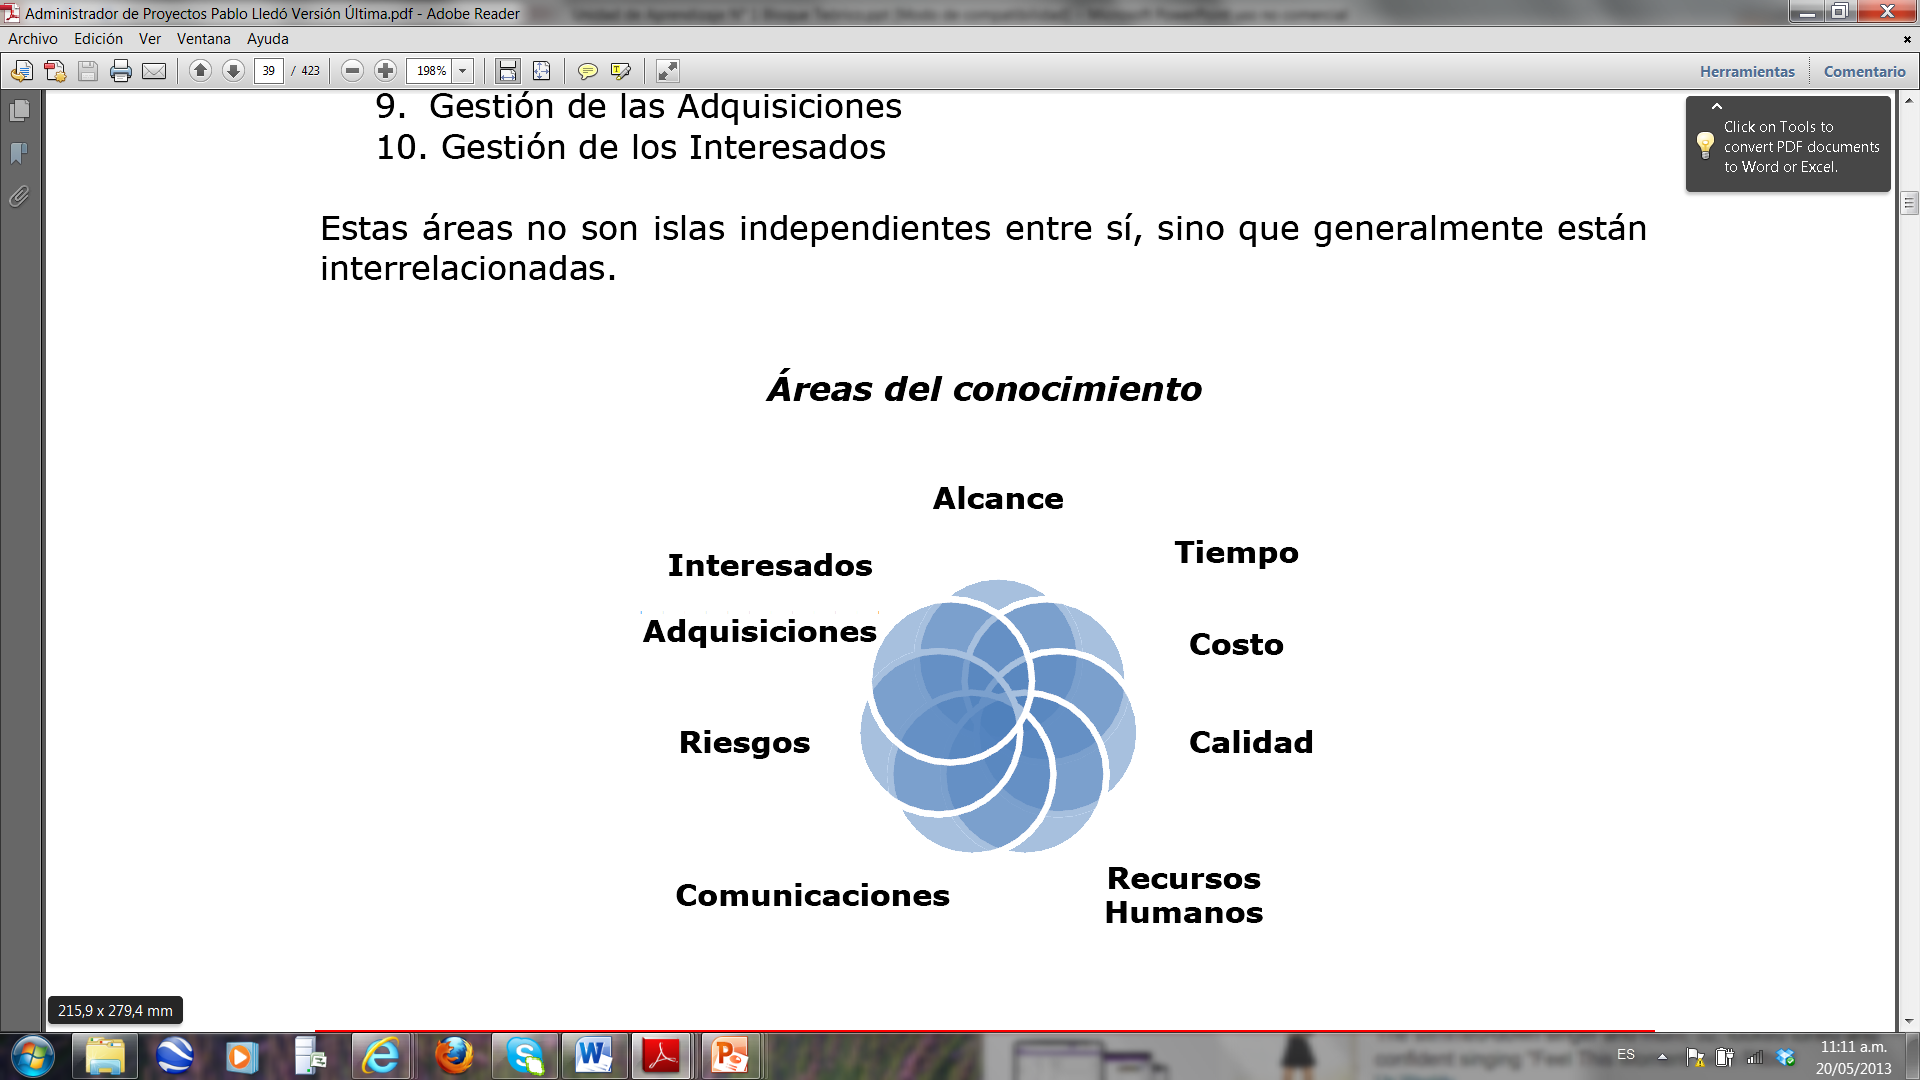 Administrador de Proyectos Pablo Lledó Versión Última.pdf - Adobe Reader
Archivo Edición Ver Ventana Ayuda
39 / 423 198% Herramientas Comentario
9. Gestión de las Adquisiciones
10. Gestión de los Interesados
Click on Tools to
convert PDF documents
to Word or Excel.
Estas áreas no son islas independientes entre sí, sino que generalmente están
interrelacionadas.
Áreas del conocimiento
Alcance
Tiempo
Interesados
Adquisiciones
Costo
Riesgos
Calidad
Comunicaciones
Recursos
Humanos
215,9 x 279,4 mm
ES
11:11 a.m.
20/05/2013